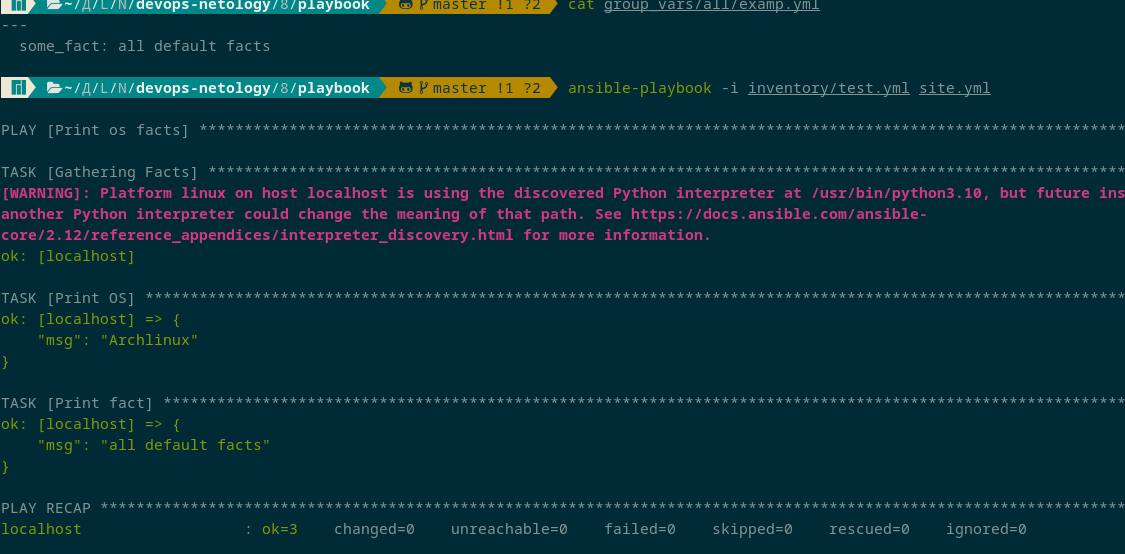 ~/Д/L/N/devops-netology/8/playbook master !1 ?2 cat group_vars/all/examp.yml
---
  some_fact: all default facts
~/Д/L/N/devops-netology/8/playbook master !1 ?2 ansible-playbook -i inventory/test.yml site.yml
PLAY [Print os facts] ******************************************************************************************************
TASK [Gathering Facts] *****************************************************************************************************
[WARNING]: Platform linux on host localhost is using the discovered Python interpreter at /usr/bin/python3.10, but future ins
another Python interpreter could change the meaning of that path. See https://docs.ansible.com/ansible-
core/2.12/reference_appendices/interpreter_discovery.html for more information.
ok: [localhost]
TASK [Print OS] ************************************************************************************************************
ok: [localhost] => {
    "msg": "Archlinux"
}
TASK [Print fact] **********************************************************************************************************
ok: [localhost] => {
    "msg": "all default facts"
}
PLAY RECAP *****************************************************************************************************************
localhost                  : ok=3    changed=0    unreachable=0    failed=0    skipped=0    rescued=0    ignored=0